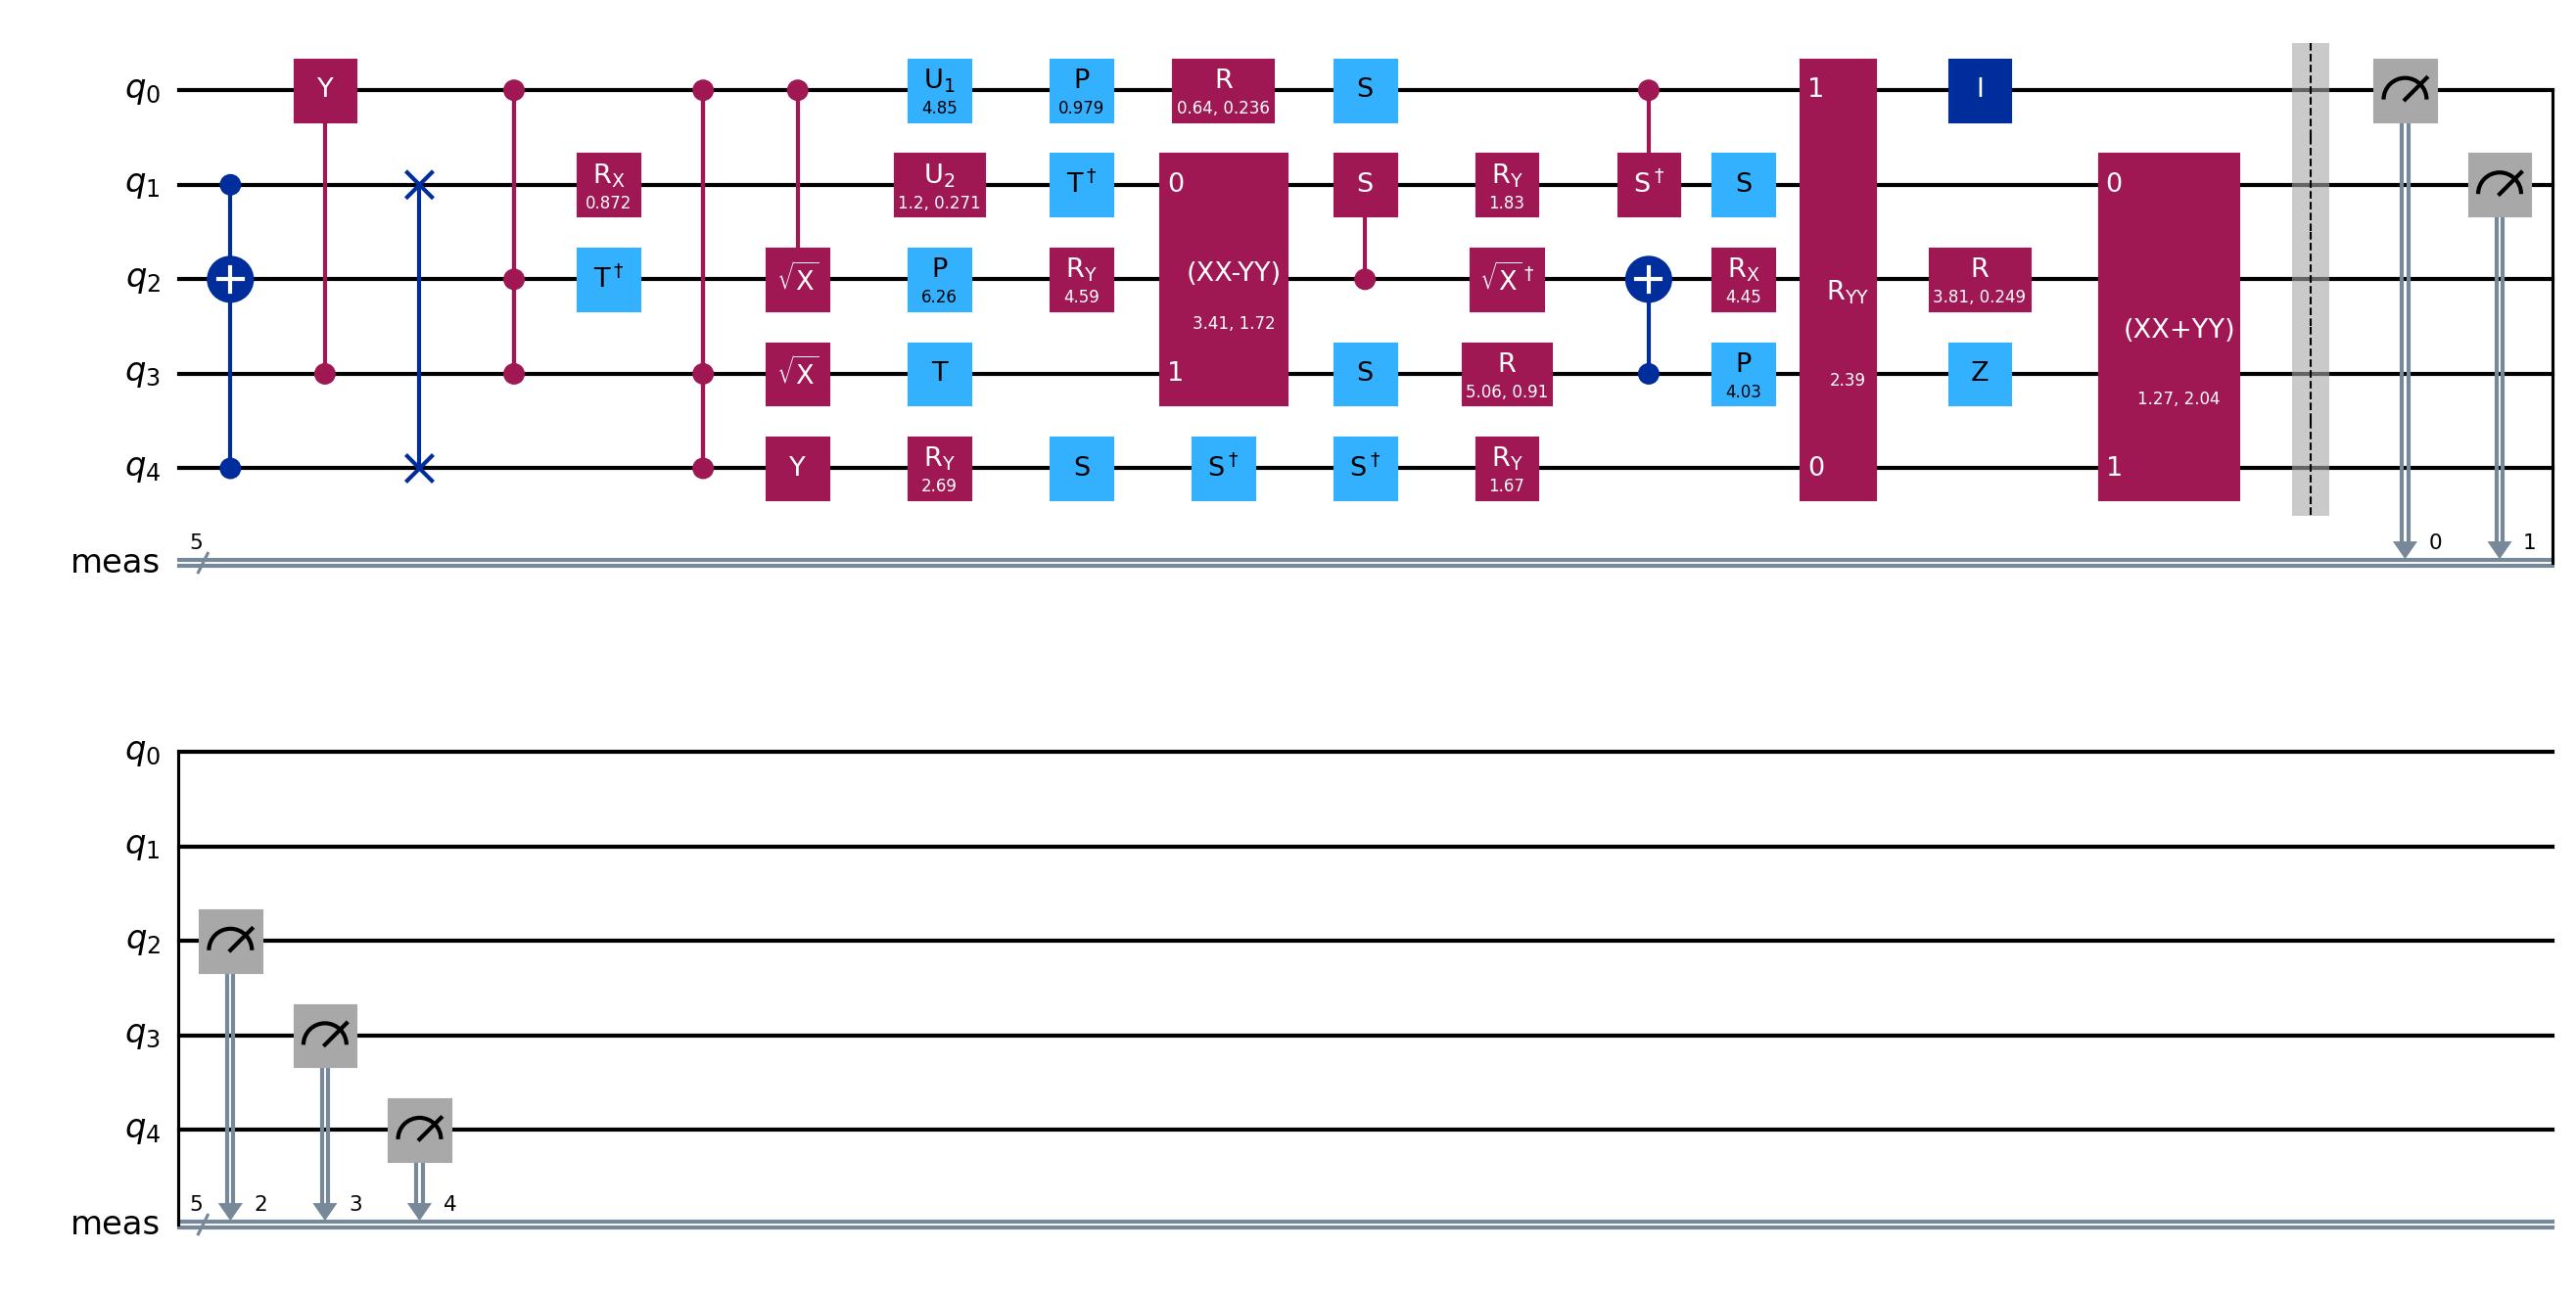 q0 Y U1 4.85 P 0.979 R 0.64, 0.236 S 1 I
q1 RX 0.872 U2 1.2, 0.271 T† 0 S RY 1.83 S† S 0
q2 T† √X P 6.26 RY 4.59 (XX-YY) 3.41, 1.72 √X† RX 4.45 RYY 2.39 R 3.81, 0.249 (XX+YY) 1.27, 2.04
q3 √X T 1 S R 5.06, 0.91 P 4.03 Z
q4 Y RY 2.69 S S† S† RY 1.67 0 1
meas 5 0 1
q0
q1
q2
q3
q4
meas 5 2 3 4